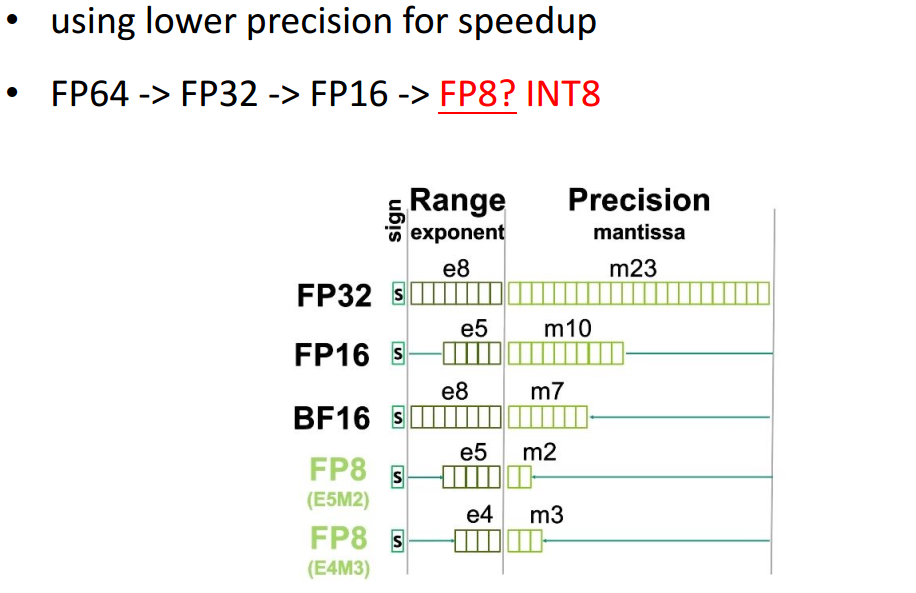 • using lower precision for speedup
• FP64 -> FP32 -> FP16 -> FP8? INT8
sign
Range Precision
exponent mantissa
e8 m23
FP32 s
e5 m10
FP16 s
e8 m7
BF16 s
e5 m2
FP8 s
(E5M2)
e4 m3
FP8 s
(E4M3)